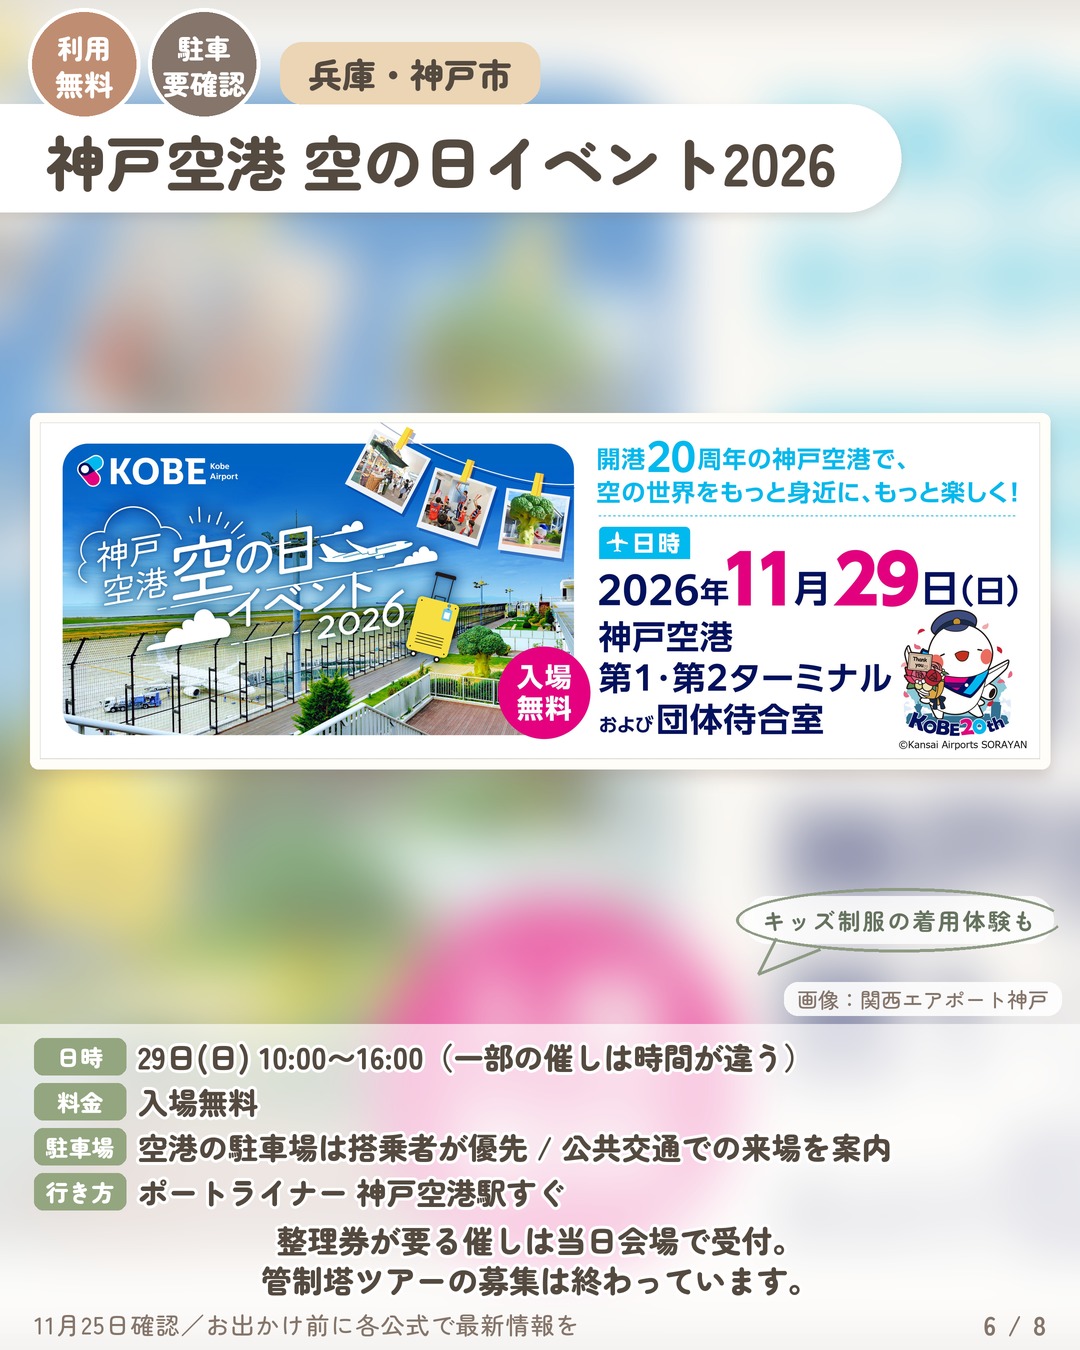 利用
無料
駐車
要確認
兵庫・神戸市
神戸空港 空の日イベント2026
KOBE Kobe Airport
神戸空港 空の日
イベント
2026
入場
無料
開港20周年の神戸空港で、
空の世界をもっと身近に、もっと楽しく!
日時
2026年11月29日(日)
神戸空港
第1・第2ターミナル
および団体待合室
Thank you
KOBE20th
©Kansai Airports SORAYAN
キッズ制服の着用体験も
画像：関西エアポート神戸
日時 29日(日) 10:00〜16:00（一部の催しは時間が違う）
料金 入場無料
駐車場 空港の駐車場は搭乗者が優先 / 公共交通での来場を案内
行き方 ポートライナー 神戸空港駅すぐ
整理券が要る催しは当日会場で受付。
管制塔ツアーの募集は終わっています。
11月25日確認／お出かけ前に各公式で最新情報を
6 / 8